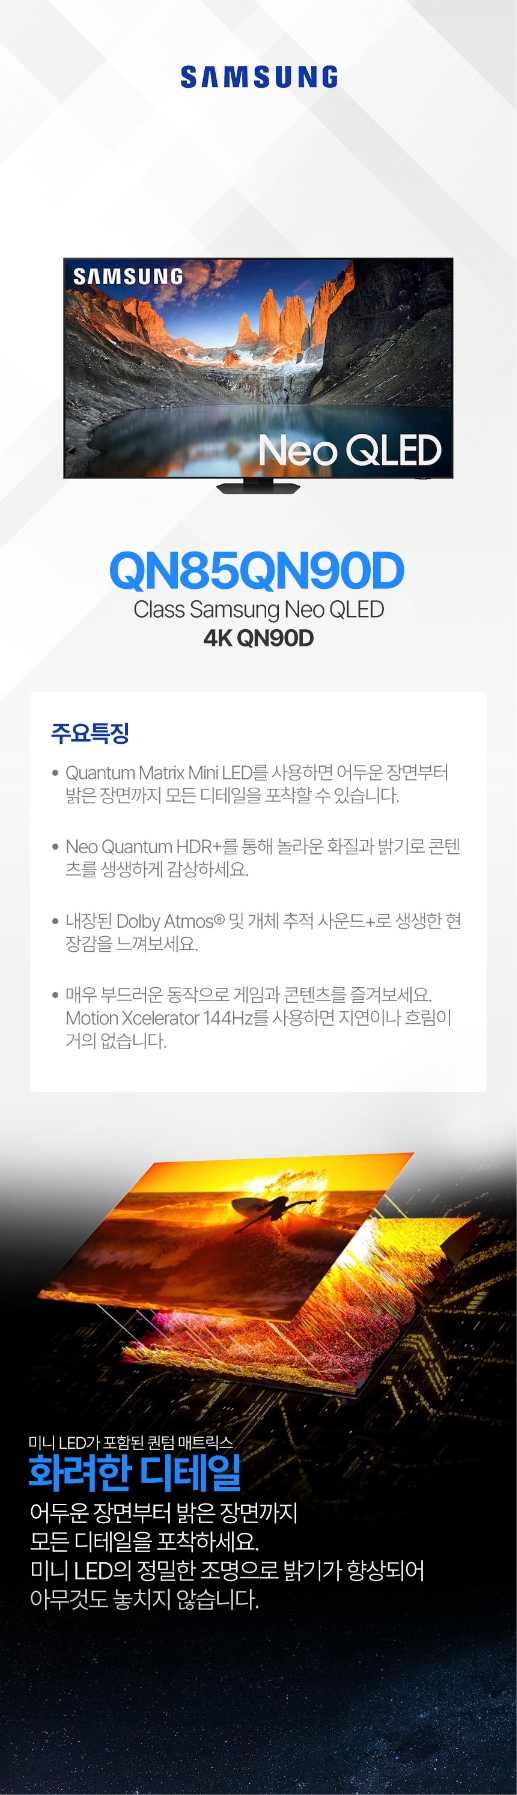 SAMSUNG
SAMSUNG
Neo QLED
QN85QN90D
Class Samsung Neo QLED
4K QN90D
주요특징
• Quantum Matrix Mini LED를 사용하면 어두운 장면부터
밝은 장면까지 모든 디테일을 포착할 수 있습니다.
• Neo Quantum HDR+를 통해 놀라운 화질과 밝기로 콘텐
츠를 생생하게 감상하세요.
• 내장된 Dolby Atmos® 및 개체 추적 사운드+로 생생한 현
장감을 느껴보세요.
• 매우 부드러운 동작으로 게임과 콘텐츠를 즐겨보세요.
Motion Xcelerator 144Hz를 사용하면 지연이나 흐림이
거의 없습니다.
미니 LED가 포함된 퀀텀 매트릭스
화려한 디테일
어두운 장면부터 밝은 장면까지
모든 디테일을 포착하세요.
미니 LED의 정밀한 조명으로 밝기가 향상되어
아무것도 놓치지 않습니다.